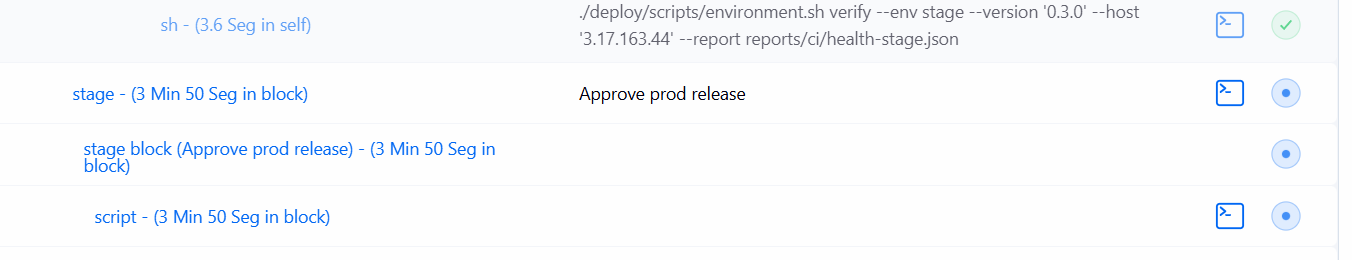 sh - (3.6 Seg in self)
./deploy/scripts/environment.sh verify --env stage --version '0.3.0' --host
'3.17.163.44' --report reports/ci/health-stage.json
stage - (3 Min 50 Seg in block)
Approve prod release
stage block (Approve prod release) - (3 Min 50 Seg in
block)
script - (3 Min 50 Seg in block)